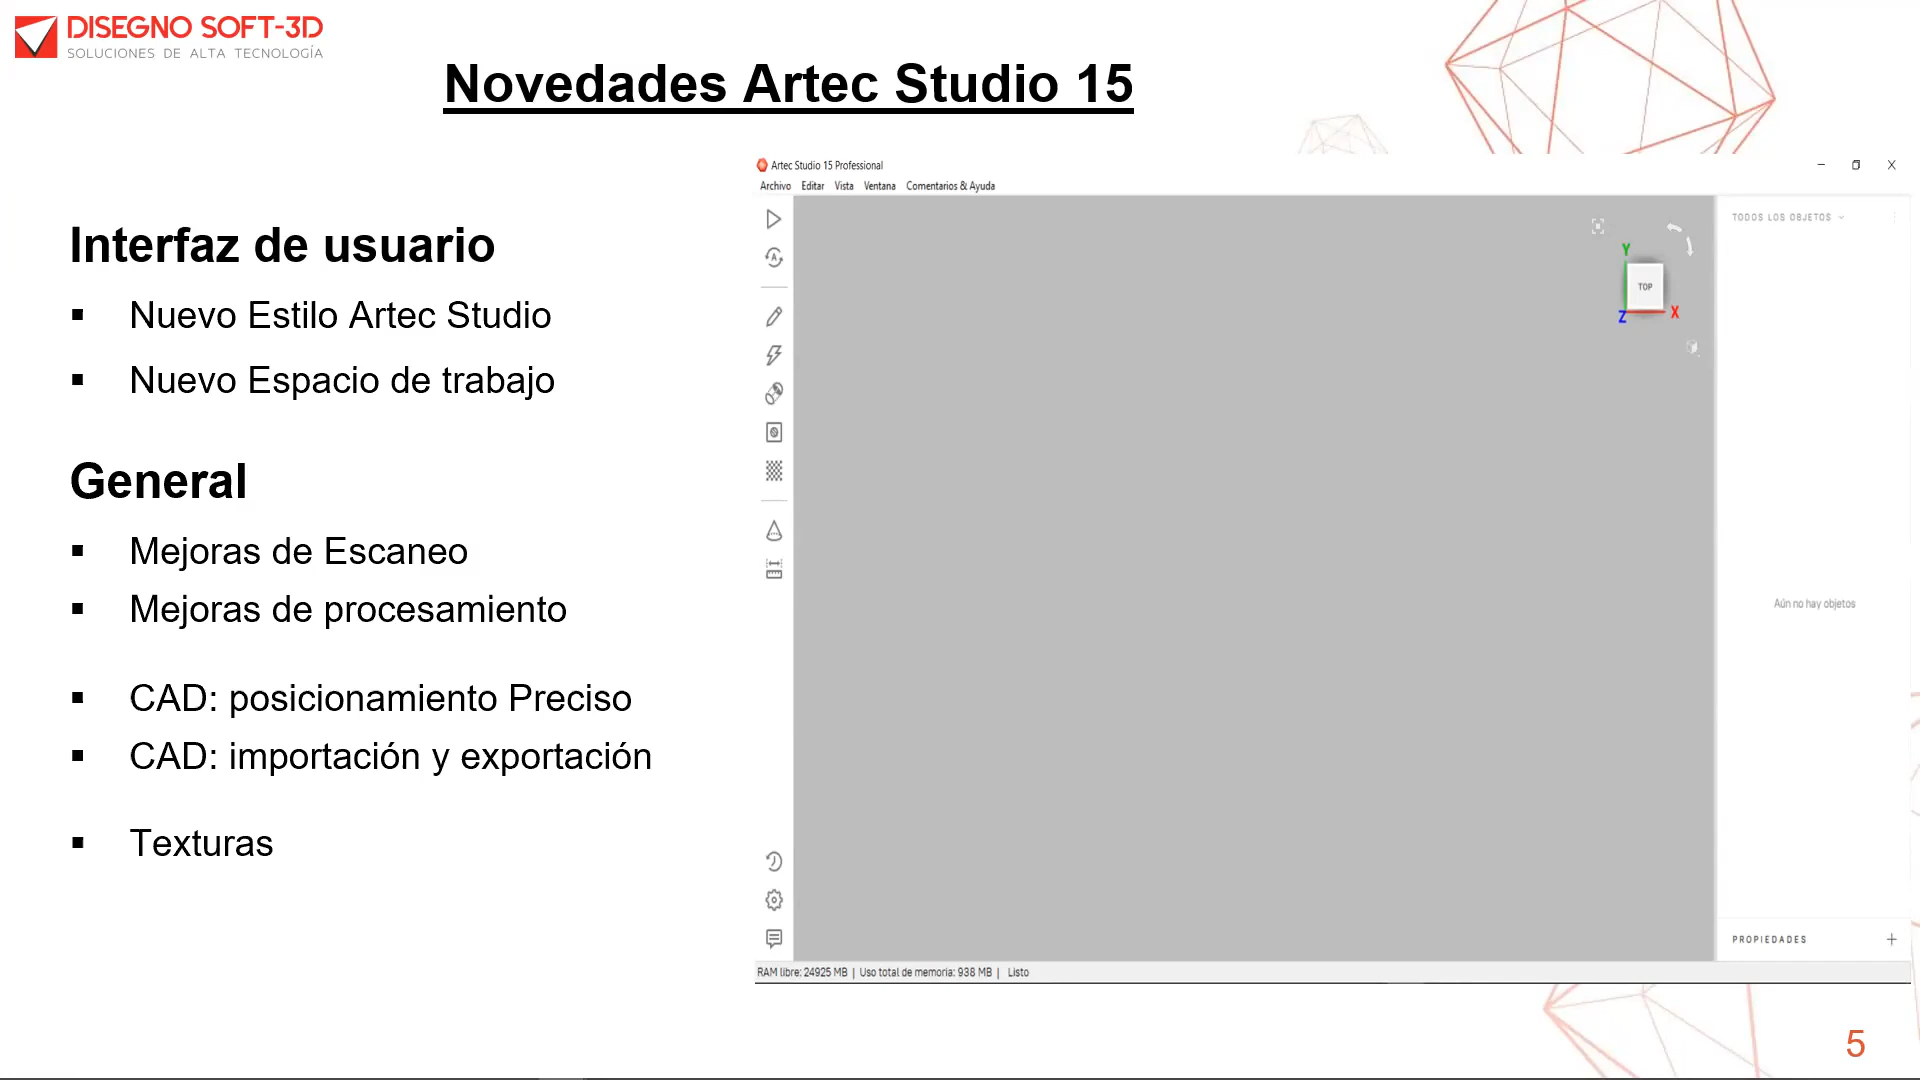 DISEGNO SOFT-3D
SOLUCIONES DE ALTA TECNOLOGÍA
Novedades Artec Studio 15
Interfaz de usuario
▪ Nuevo Estilo Artec Studio
▪ Nuevo Espacio de trabajo
General
▪ Mejoras de Escaneo
▪ Mejoras de procesamiento
▪ CAD: posicionamiento Preciso
▪ CAD: importación y exportación
▪ Texturas
Artec Studio 15 Professional
Archivo Editar Vista Ventana Comentarios & Ayuda
TODOS LOS OBJETOS
Y
TOP
Z X
Aún no hay objetos
PROPIEDADES
RAM libre: 24925 MB | Uso total de memoria: 938 MB | Listo
5